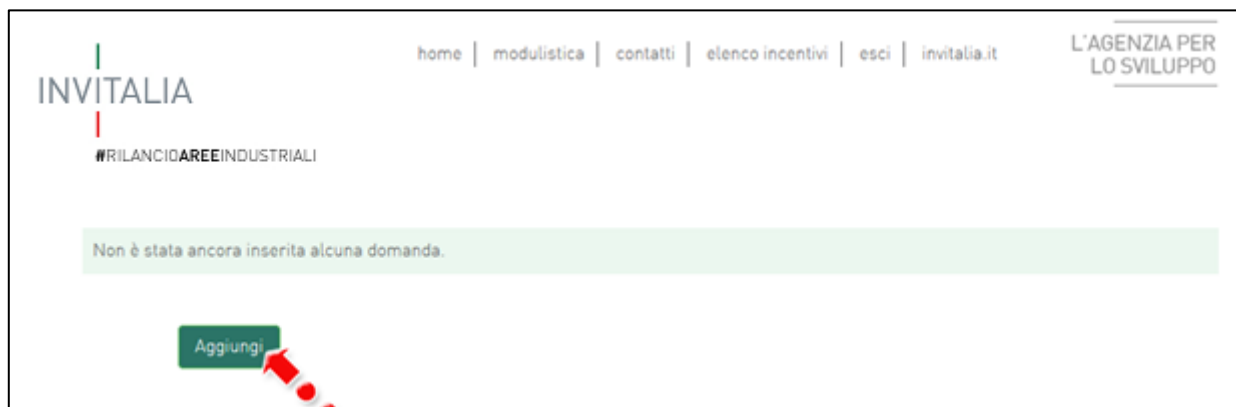 home | modulistica | contatti | elenco incentivi | esci | invitalia.it
L'AGENZIA PER
LO SVILUPPO
INVITALIA
#RILANCIOAREEINDUSTRIALI
Non è stata ancora inserita alcuna domanda.
Aggiungi